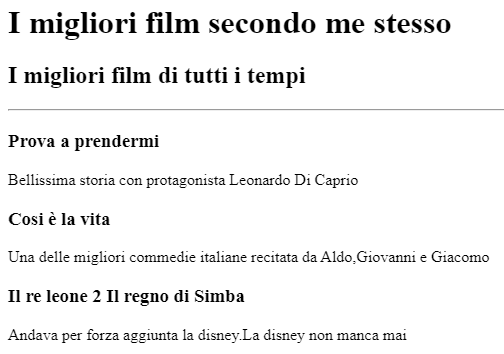 I migliori film secondo me stesso
I migliori film di tutti i tempi
Prova a prendermi
Bellissima storia con protagonista Leonardo Di Caprio
Cosi è la vita
Una delle migliori commedie italiane recitata da Aldo,Giovanni e Giacomo
Il re leone 2 Il regno di Simba
Andava per forza aggiunta la disney.La disney non manca mai